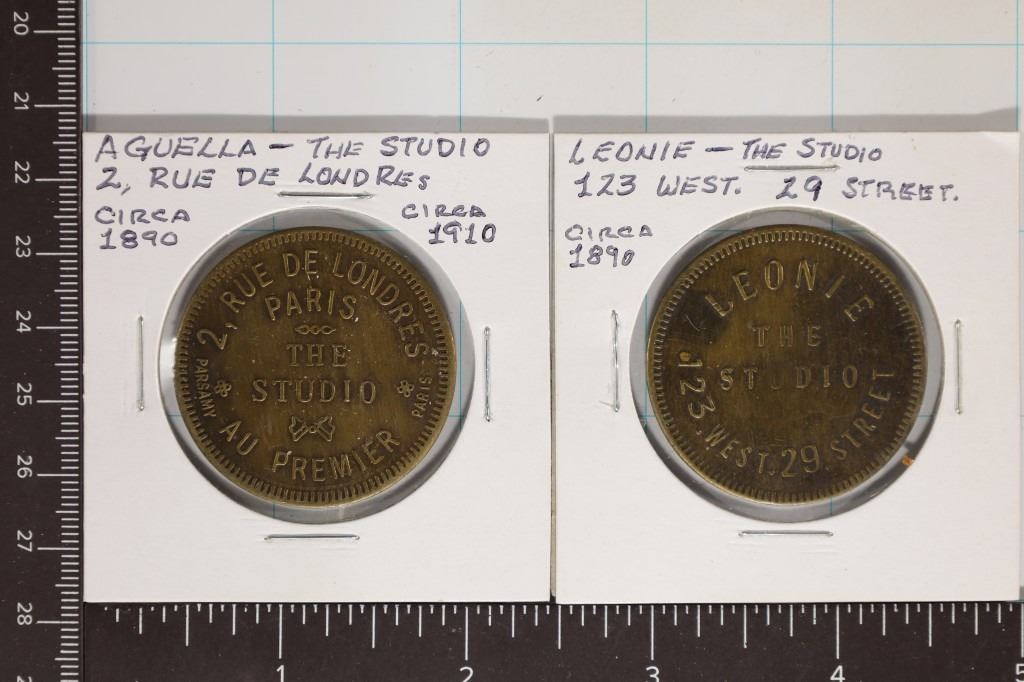 AGUELLA - THE STUDIO
2, RUE DE LONDRES
CIRCA
1890
CIRCA
1910
2, RUE DE LONDRES
PARIS.
THE
STUDIO
PARGAMY
PARIS
AU PREMIER
LEONIE - THE STUDIO
123 WEST. 29 STREET.
CIRCA
1890
LEONIE
THE
STUDIO
123. WEST. 29. STREET
20
21
22
23
24
25
26
27
28
1
2
3
4
5